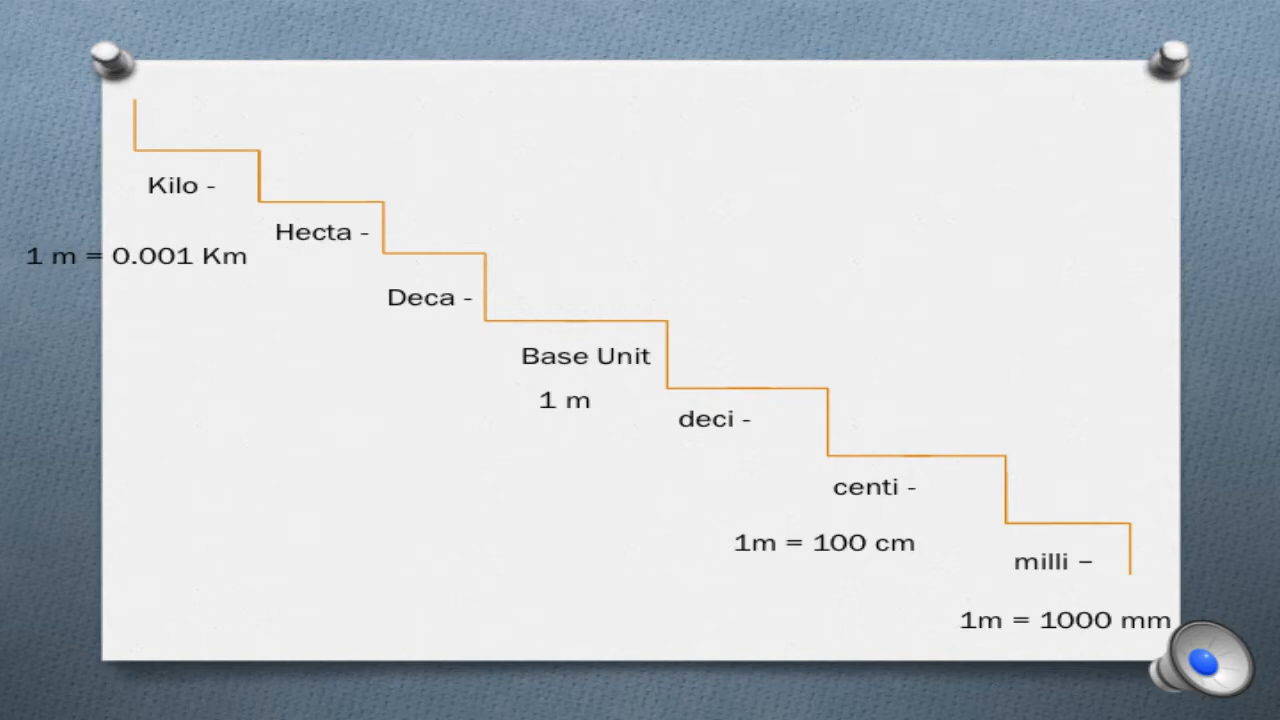 Kilo -
Hecta -
1 m = 0.001 Km
Deca -
Base Unit
1 m
deci -
centi -
1m = 100 cm
milli –
1m = 1000 mm